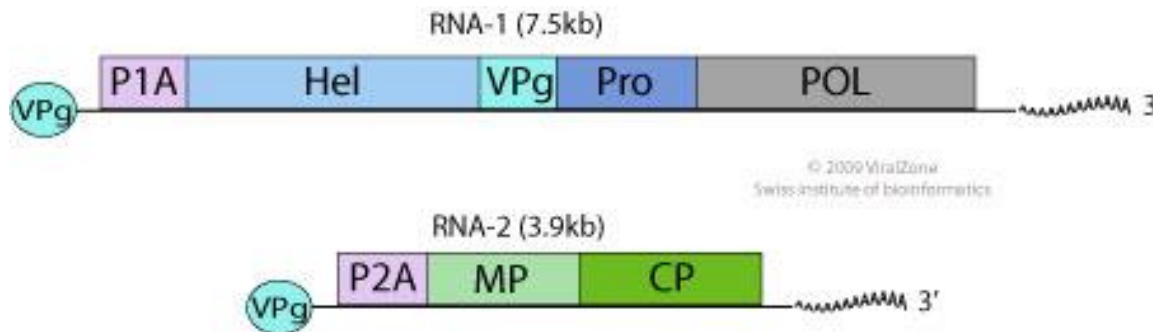 RNA-1 (7.5kb)
P1A Hel VPg Pro POL
VPg 3
© 2009 ViralZone
Swiss Institute of bioinformatics
RNA-2 (3.9kb)
P2A MP CP
VPg 3'